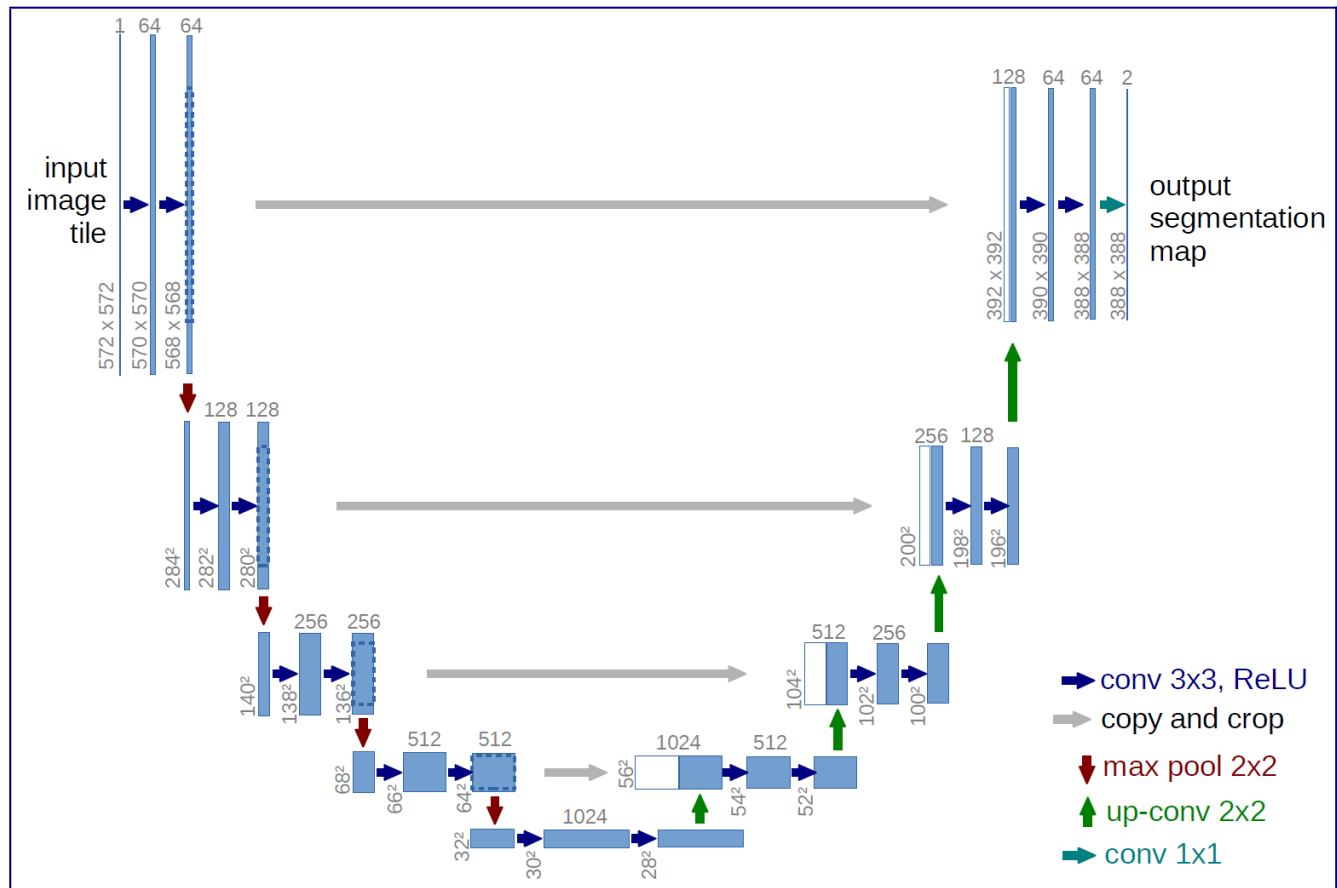 1 64 64
input
image
tile
572 x 572
570 x 570
568 x 568
128 64 64 2
output
segmentation
map
392 x 392
390 x 390
388 x 388
388 x 388
128 128
284²
282²
280²
256 128
200²
198²
196²
256 256
140²
138²
136²
512 256
104²
102²
100²
512 512
68²
66²
64²
1024 512
56²
54²
52²
1024
32²
30²
28²
conv 3x3, ReLU
copy and crop
max pool 2x2
up-conv 2x2
conv 1x1